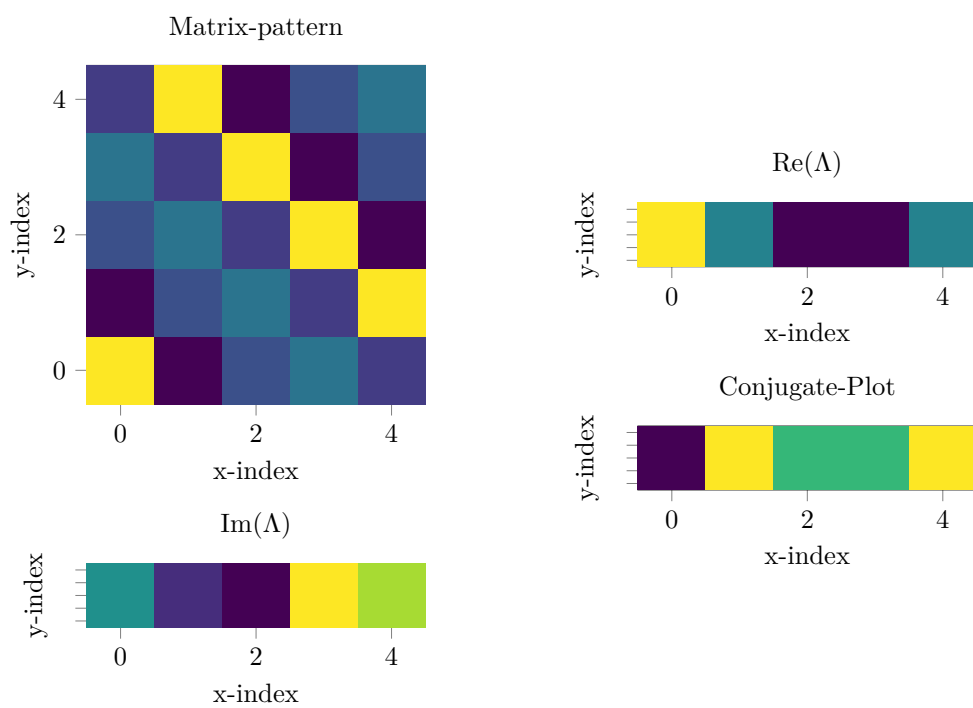 Matrix-pattern
4
2
0
y-index
0 2 4
x-index
Re(Λ)
y-index
0 2 4
x-index
Conjugate-Plot
y-index
0 2 4
x-index
Im(Λ)
y-index
0 2 4
x-index